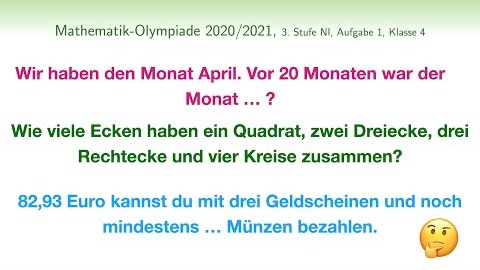 Mathematik-Olympiade 2020/2021, 3. Stufe NI, Aufgabe 1, Klasse 4
Wir haben den Monat April. Vor 20 Monaten war der
Monat … ?
Wie viele Ecken haben ein Quadrat, zwei Dreiecke, drei
Rechtecke und vier Kreise zusammen?
82,93 Euro kannst du mit drei Geldscheinen und noch
mindestens … Münzen bezahlen.